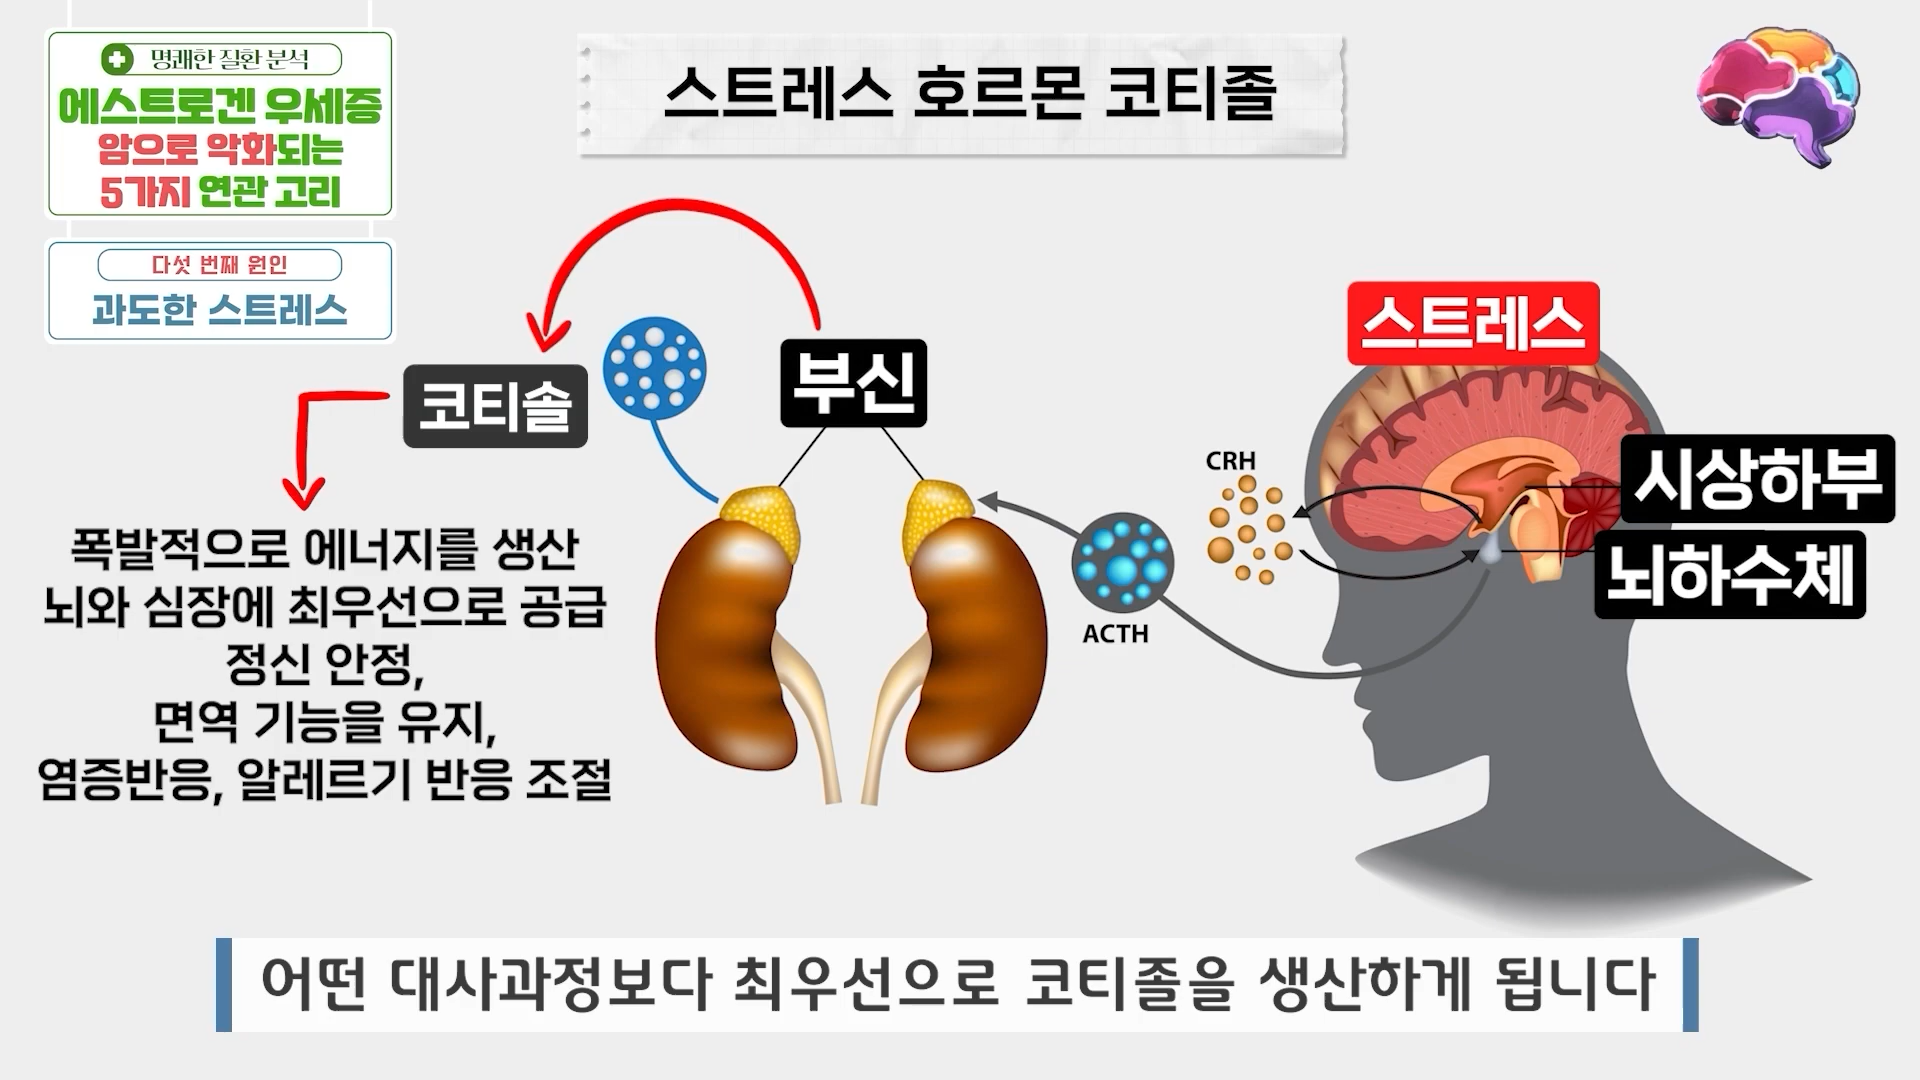 명쾌한 질환 분석
에스트로겐 우세증
암으로 악화되는
5가지 연관 고리
다섯 번째 원인
과도한 스트레스
스트레스 호르몬 코티졸
스트레스
시상하부
뇌하수체
CRH
ACTH
부신
코티솔
폭발적으로 에너지를 생산
뇌와 심장에 최우선으로 공급
정신 안정,
면역 기능을 유지,
염증반응, 알레르기 반응 조절
어떤 대사과정보다 최우선으로 코티졸을 생산하게 됩니다